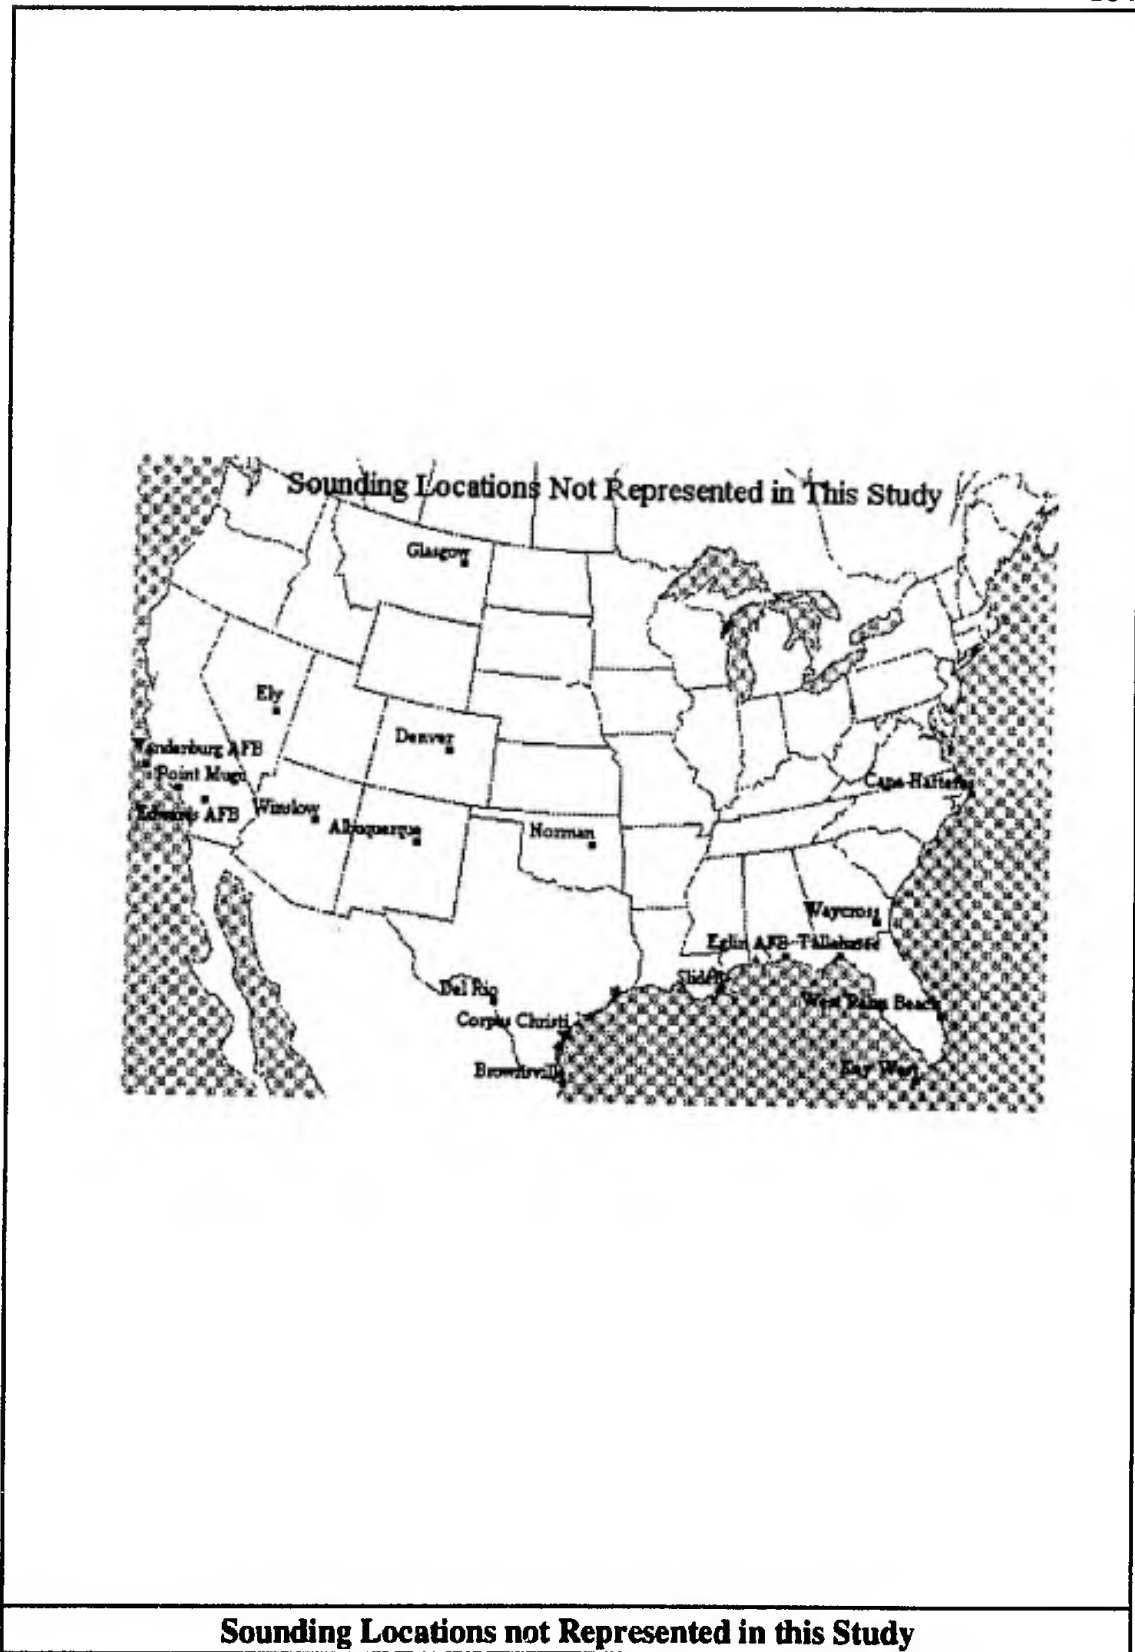 Sounding Locations Not Represented in This Study
Glasgow
Ely
Denver
Vandenburg AFB
Point Mugu
Cape Hatteras
Edwards AFB
Winslow
Albuquerque
Norman
Waycross
Eglin AFB
Tallahassee
Slidell
Del Rio
West Palm Beach
Corpus Christi
Key West
Brownsville
Sounding Locations not Represented in this Study